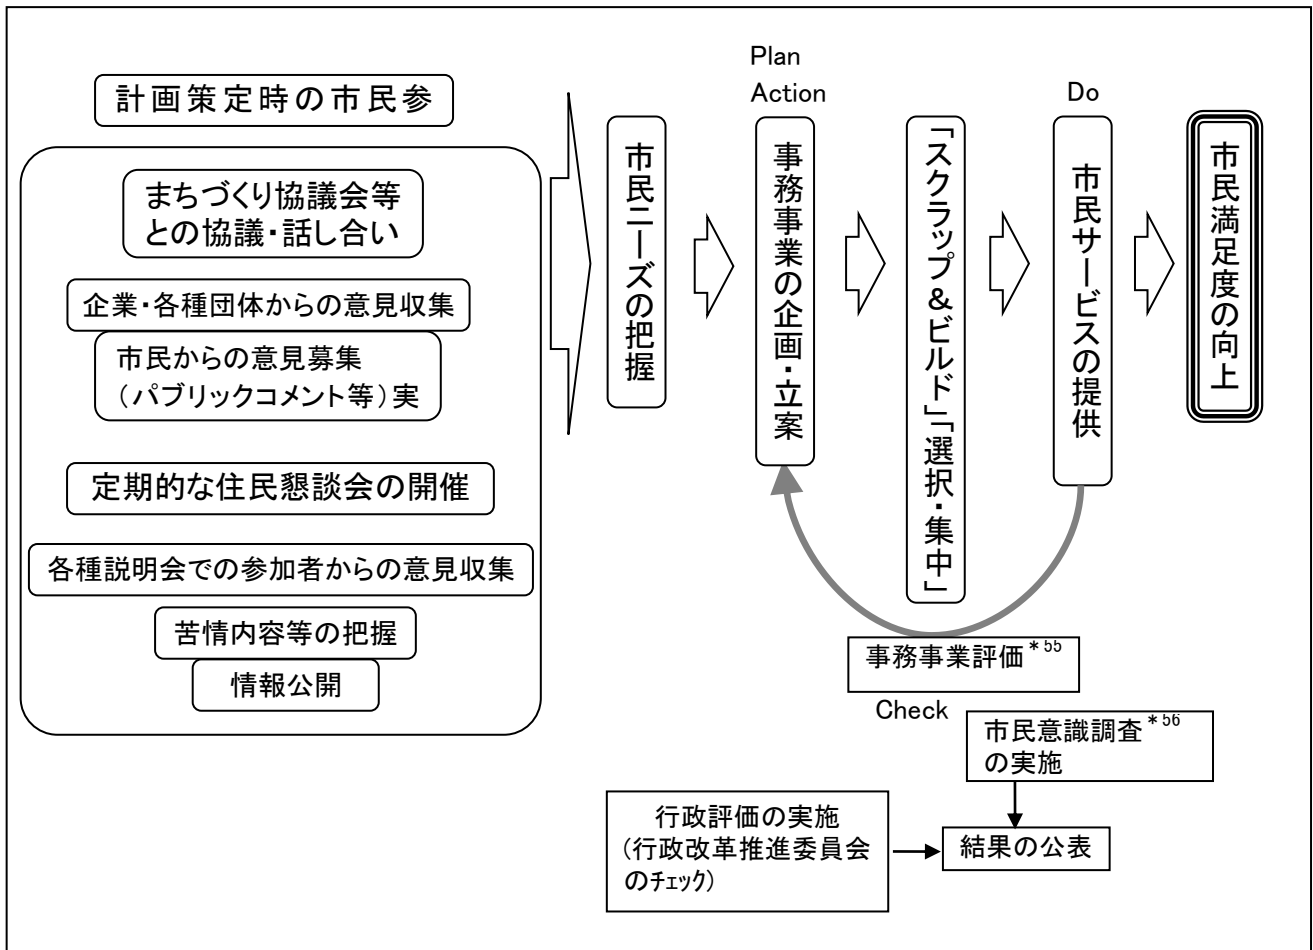 計画策定時の市民参
まちづくり協議会等
との協議・話し合い
企業・各種団体からの意見収集
市民からの意見募集
（パブリックコメント等）実
定期的な住民懇談会の開催
各種説明会での参加者からの意見収集
苦情内容等の把握
情報公開
市民ニーズの把握
Plan
Action
事務事業の企画・立案
「スクラップ＆ビルド」「選択・集中」
Do
市民サービスの提供
市民満足度の向上
事務事業評価*55
Check
市民意識調査*56
の実施
行政評価の実施
（行政改革推進委員会
のﾁｪｯｸ）
結果の公表